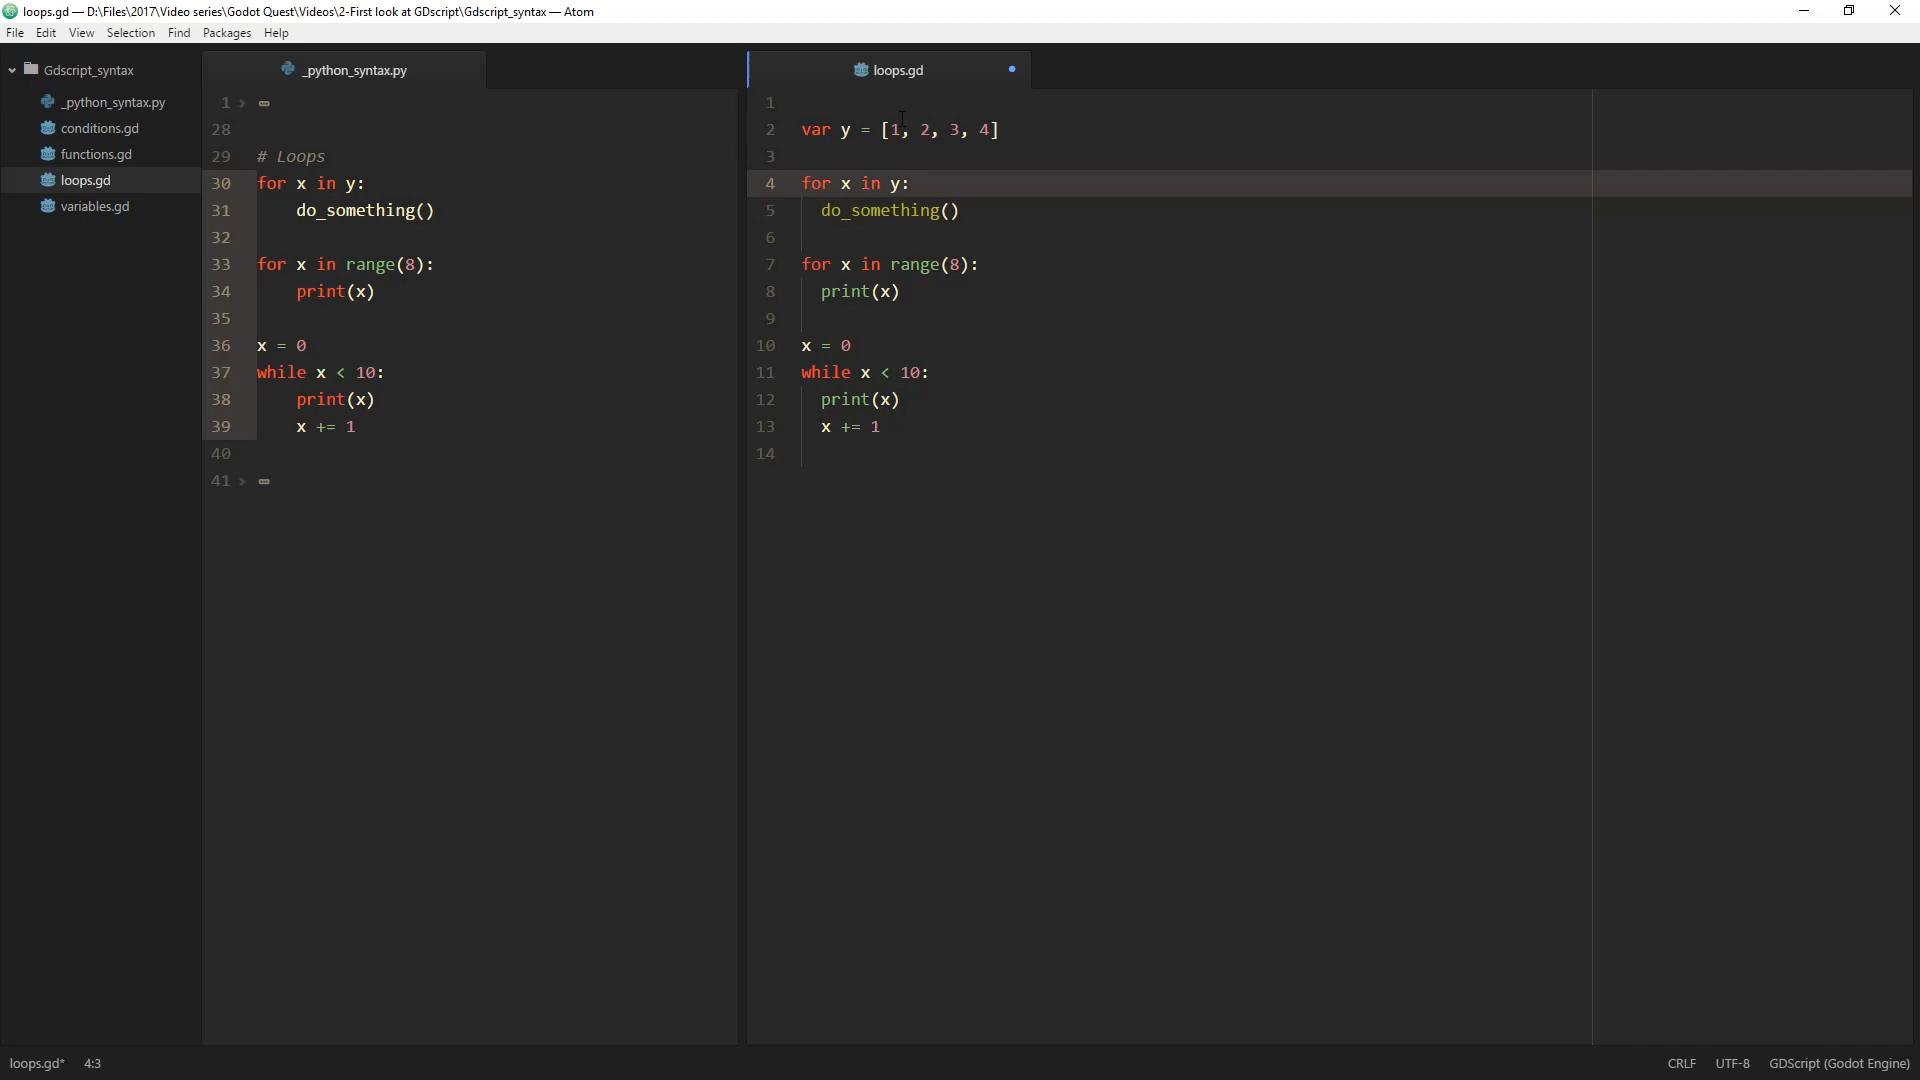 loops.gd — D:\Files\2017\Video series\Godot Quest\Videos\2-First look at GDscript\Gdscript_syntax — Atom
File Edit View Selection Find Packages Help
Gdscript_syntax
_python_syntax.py
conditions.gd
functions.gd
loops.gd
variables.gd
_python_syntax.py
1
28
29 # Loops
30 for x in y:
31     do_something()
32
33 for x in range(8):
34     print(x)
35
36 x = 0
37 while x < 10:
38     print(x)
39     x += 1
40
41
loops.gd
1
2 var y = [1, 2, 3, 4]
3
4 for x in y:
5   do_something()
6
7 for x in range(8):
8   print(x)
9
10 x = 0
11 while x < 10:
12   print(x)
13   x += 1
14
loops.gd* 4:3 CRLF UTF-8 GDScript (Godot Engine)